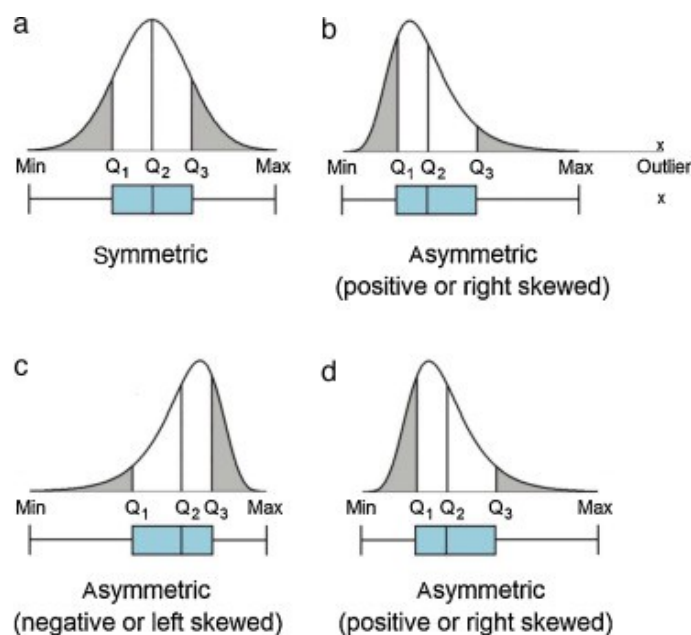 a
b
Min Q1 Q2 Q3 Max
Min Q1 Q2 Q3 Max x Outlier
x
Symmetric
Asymmetric
(positive or right skewed)
c
d
Min Q1 Q2 Q3 Max
Min Q1 Q2 Q3 Max
Asymmetric
(negative or left skewed)
Asymmetric
(positive or right skewed)